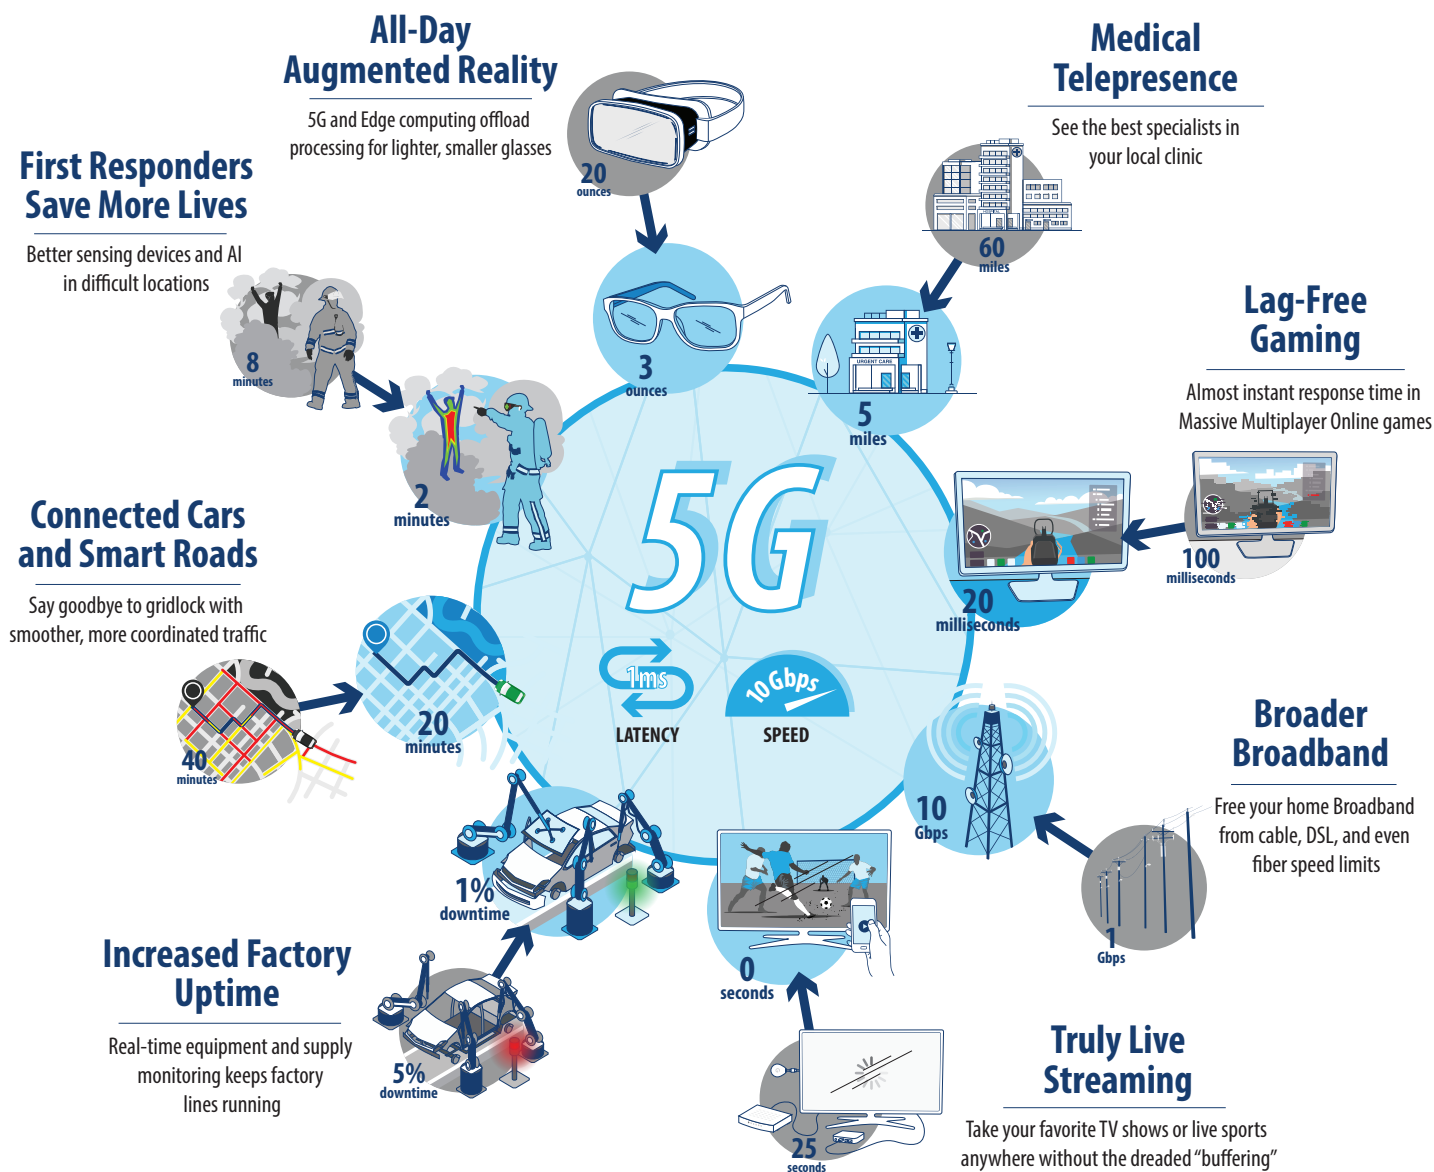 All-Day
Augmented Reality
5G and Edge computing offload
processing for lighter, smaller glasses
20
ounces
3
ounces
Medical
Telepresence
See the best specialists in
your local clinic
HOSPITAL
60
miles
URGENT CARE
5
miles
First Responders
Save More Lives
Better sensing devices and AI
in difficult locations
8
minutes
2
minutes
Lag-Free
Gaming
Almost instant response time in
Massive Multiplayer Online games
100
milliseconds
20
milliseconds
5G
1ms
LATENCY
10 Gbps
SPEED
Connected Cars
and Smart Roads
Say goodbye to gridlock with
smoother, more coordinated traffic
40
minutes
20
minutes
Broader
Broadband
Free your home Broadband
from cable, DSL, and even
fiber speed limits
1
Gbps
10
Gbps
Increased Factory
Uptime
Real-time equipment and supply
monitoring keeps factory
lines running
5%
downtime
1%
downtime
Truly Live
Streaming
Take your favorite TV shows or live sports
anywhere without the dreaded “buffering”
25
seconds
0
seconds